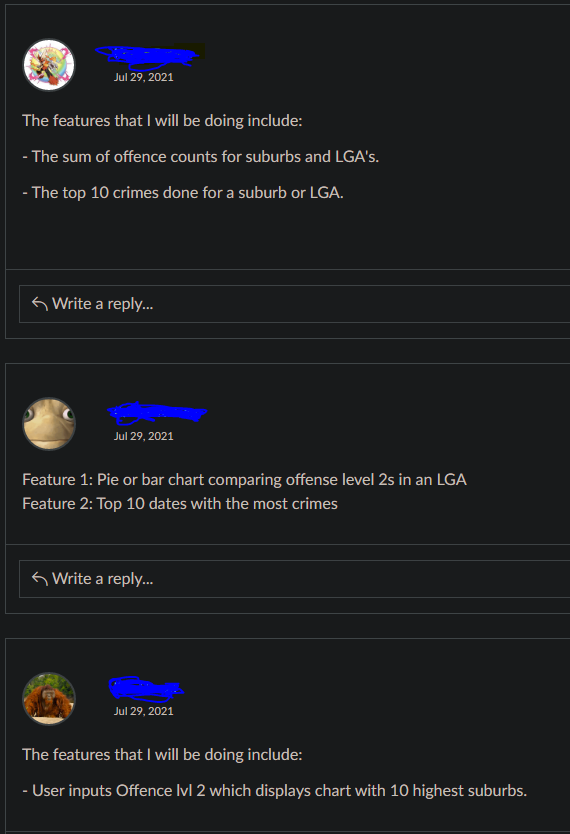 Jul 29, 2021
The features that I will be doing include:
- The sum of offence counts for suburbs and LGA's.
- The top 10 crimes done for a suburb or LGA.
Write a reply...
Jul 29, 2021
Feature 1: Pie or bar chart comparing offense level 2s in an LGA
Feature 2: Top 10 dates with the most crimes
Write a reply...
Jul 29, 2021
The features that I will be doing include:
- User inputs Offence lvl 2 which displays chart with 10 highest suburbs.